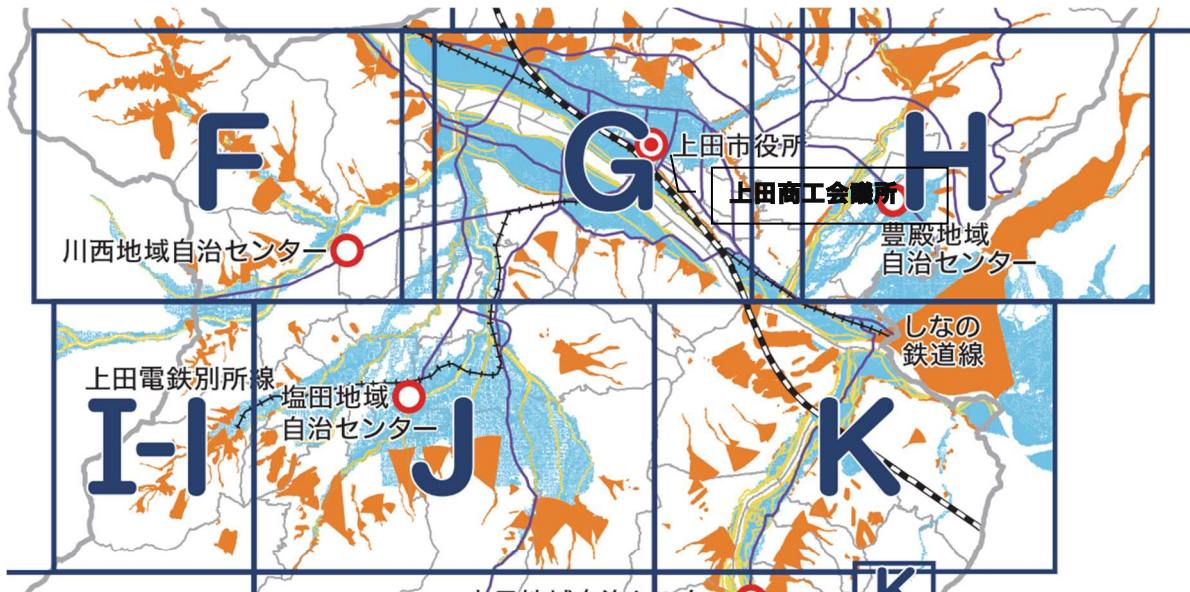 F
G
H
上田市役所
上田商工会議所
川西地域自治センター
豊殿地域
自治センター
しなの
鉄道線
上田電鉄別所線
塩田地域
自治センター
I-I
J
K
K